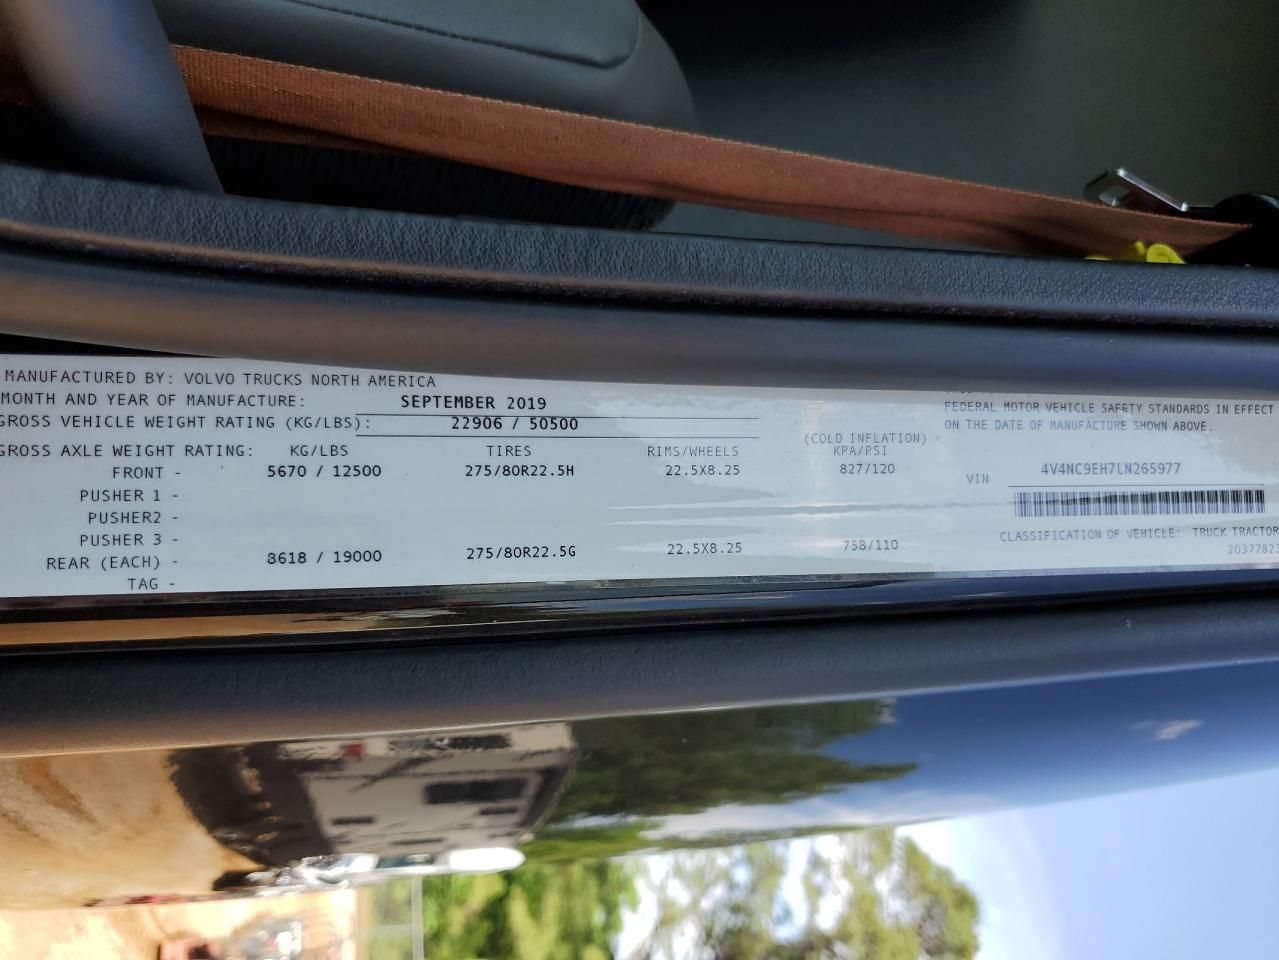 MANUFACTURED BY: VOLVO TRUCKS NORTH AMERICA
MONTH AND YEAR OF MANUFACTURE: SEPTEMBER 2019
GROSS VEHICLE WEIGHT RATING (KG/LBS): 22906 / 50500
GROSS AXLE WEIGHT RATING: KG/LBS TIRES RIMS/WHEELS (COLD INFLATION) KPA/PSI
FRONT - 5670 / 12500 275/80R22.5H 22.5X8.25 827/120
PUSHER 1 -
PUSHER2 -
PUSHER 3 -
REAR (EACH) - 8618 / 19000 275/80R22.5G 22.5X8.25 758/110
TAG -
FEDERAL MOTOR VEHICLE SAFETY STANDARDS IN EFFECT
ON THE DATE OF MANUFACTURE SHOWN ABOVE.
VIN 4V4NC9EH7LN265977
CLASSIFICATION OF VEHICLE: TRUCK TRACTOR
2037782